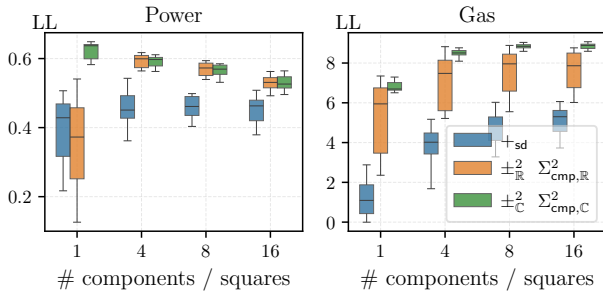 Power
LL
0.6
0.4
0.2
1 4 8 16
# components / squares
Gas
LL
8
6
4
2
0
+sd
±²ℝ Σ²cmp,ℝ
±²ℂ Σ²cmp,ℂ
1 4 8 16
# components / squares